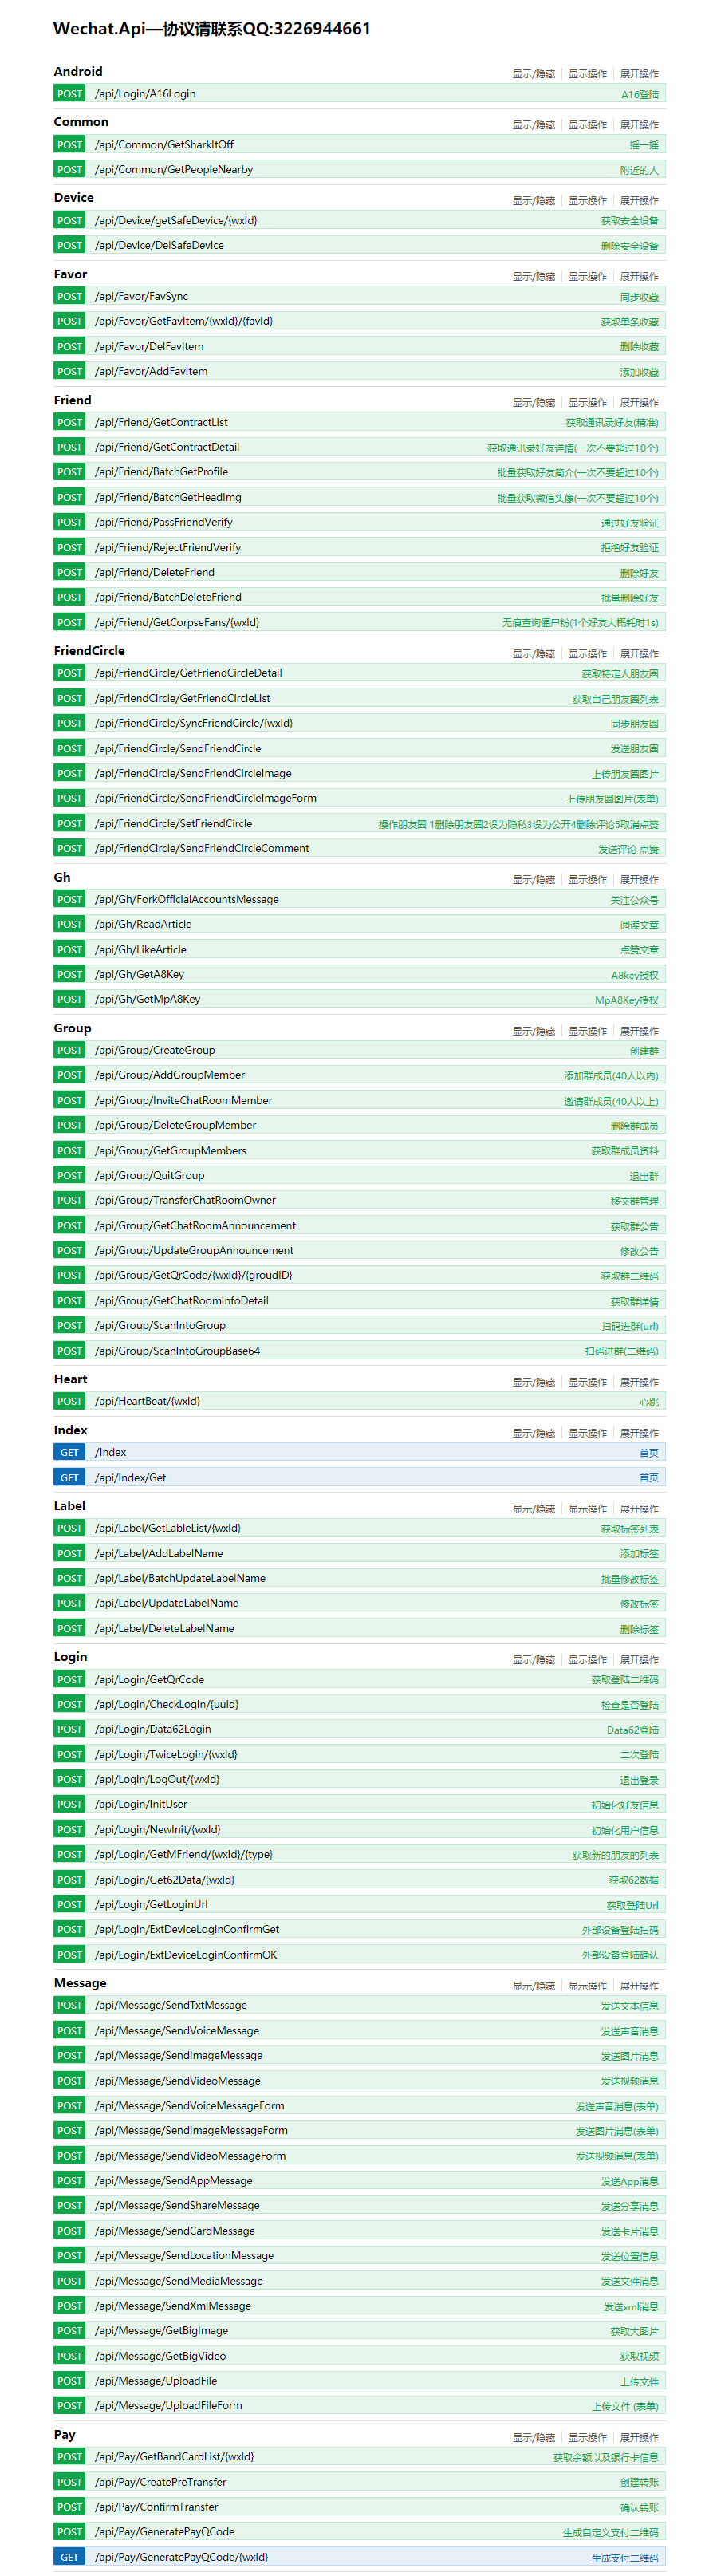 Wechat.Api—协议请联系QQ:3226944661
Android 显示/隐藏 显示操作 展开操作
POST /api/Login/A16Login A16登陆
Common 显示/隐藏 显示操作 展开操作
POST /api/Common/GetSharkItOff 摇一摇
POST /api/Common/GetPeopleNearby 附近的人
Device 显示/隐藏 显示操作 展开操作
POST /api/Device/getSafeDevice/{wxId} 获取安全设备
POST /api/Device/DelSafeDevice 删除安全设备
Favor 显示/隐藏 显示操作 展开操作
POST /api/Favor/FavSync 同步收藏
POST /api/Favor/GetFavItem/{wxId}/{favId} 获取单条收藏
POST /api/Favor/DelFavItem 删除收藏
POST /api/Favor/AddFavItem 添加收藏
Friend 显示/隐藏 显示操作 展开操作
POST /api/Friend/GetContractList 获取通讯录好友(精准)
POST /api/Friend/GetContractDetail 获取通讯录好友详情(一次不要超过10个)
POST /api/Friend/BatchGetProfile 批量获取好友简介(一次不要超过10个)
POST /api/Friend/BatchGetHeadImg 批量获取微信头像(一次不要超过10个)
POST /api/Friend/PassFriendVerify 通过好友验证
POST /api/Friend/RejectFriendVerify 拒绝好友验证
POST /api/Friend/DeleteFriend 删除好友
POST /api/Friend/BatchDeleteFriend 批量删除好友
POST /api/Friend/GetCorpseFans/{wxId} 无痕查询僵尸粉(1个好友大概耗时1s)
FriendCircle 显示/隐藏 显示操作 展开操作
POST /api/FriendCircle/GetFriendCircleDetail 获取特定人朋友圈
POST /api/FriendCircle/GetFriendCircleList 获取自己朋友圈列表
POST /api/FriendCircle/SyncFriendCircle/{wxId} 同步朋友圈
POST /api/FriendCircle/SendFriendCircle 发送朋友圈
POST /api/FriendCircle/SendFriendCircleImage 上传朋友圈图片
POST /api/FriendCircle/SendFriendCircleImageForm 上传朋友圈图片(表单)
POST /api/FriendCircle/SetFriendCircle 操作朋友圈 1删除朋友圈2设为隐私3设为公开4删除评论5取消点赞
POST /api/FriendCircle/SendFriendCircleComment 发送评论 点赞
Gh 显示/隐藏 显示操作 展开操作
POST /api/Gh/ForkOfficialAccountsMessage 关注公众号
POST /api/Gh/ReadArticle 阅读文章
POST /api/Gh/LikeArticle 点赞文章
POST /api/Gh/GetA8Key A8key授权
POST /api/Gh/GetMpA8Key MpA8Key授权
Group 显示/隐藏 显示操作 展开操作
POST /api/Group/CreateGroup 创建群
POST /api/Group/AddGroupMember 添加群成员(40人以内)
POST /api/Group/InviteChatRoomMember 邀请群成员(40人以上)
POST /api/Group/DeleteGroupMember 删除群成员
POST /api/Group/GetGroupMembers 获取群成员资料
POST /api/Group/QuitGroup 退出群
POST /api/Group/TransferChatRoomOwner 移交群管理
POST /api/Group/GetChatRoomAnnouncement 获取群公告
POST /api/Group/UpdateGroupAnnouncement 修改公告
POST /api/Group/GetQrCode/{wxId}/{groudID} 获取群二维码
POST /api/Group/GetChatRoomInfoDetail 获取群详情
POST /api/Group/ScanIntoGroup 扫码进群(url)
POST /api/Group/ScanIntoGroupBase64 扫码进群(二维码)
Heart 显示/隐藏 显示操作 展开操作
POST /api/HeartBeat/{wxId} 心跳
Index 显示/隐藏 显示操作 展开操作
GET /Index 首页
GET /api/Index/Get 首页
Label 显示/隐藏 显示操作 展开操作
POST /api/Label/GetLableList/{wxId} 获取标签列表
POST /api/Label/AddLabelName 添加标签
POST /api/Label/BatchUpdateLabelName 批量修改标签
POST /api/Label/UpdateLabelName 修改标签
POST /api/Label/DeleteLabelName 删除标签
Login 显示/隐藏 显示操作 展开操作
POST /api/Login/GetQrCode 获取登陆二维码
POST /api/Login/CheckLogin/{uuid} 检查是否登陆
POST /api/Login/Data62Login Data62登陆
POST /api/Login/TwiceLogin/{wxId} 二次登陆
POST /api/Login/LogOut/{wxId} 退出登录
POST /api/Login/InitUser 初始化好友信息
POST /api/Login/NewInit/{wxId} 初始化用户信息
POST /api/Login/GetMFriend/{wxId}/{type} 获取新的朋友的列表
POST /api/Login/Get62Data/{wxId} 获取62数据
POST /api/Login/GetLoginUrl 获取登陆Url
POST /api/Login/ExtDeviceLoginConfirmGet 外部设备登陆扫码
POST /api/Login/ExtDeviceLoginConfirmOK 外部设备登陆确认
Message 显示/隐藏 显示操作 展开操作
POST /api/Message/SendTxtMessage 发送文本信息
POST /api/Message/SendVoiceMessage 发送声音消息
POST /api/Message/SendImageMessage 发送图片消息
POST /api/Message/SendVideoMessage 发送视频消息
POST /api/Message/SendVoiceMessageForm 发送声音消息(表单)
POST /api/Message/SendImageMessageForm 发送图片消息(表单)
POST /api/Message/SendVideoMessageForm 发送视频消息(表单)
POST /api/Message/SendAppMessage 发送App消息
POST /api/Message/SendShareMessage 发送分享消息
POST /api/Message/SendCardMessage 发送卡片消息
POST /api/Message/SendLocationMessage 发送位置信息
POST /api/Message/SendMediaMessage 发送文件消息
POST /api/Message/SendXmlMessage 发送xml消息
POST /api/Message/GetBigImage 获取大图片
POST /api/Message/GetBigVideo 获取视频
POST /api/Message/UploadFile 上传文件
POST /api/Message/UploadFileForm 上传文件 (表单)
Pay 显示/隐藏 显示操作 展开操作
POST /api/Pay/GetBandCardList/{wxId} 获取余额以及银行卡信息
POST /api/Pay/CreatePreTransfer 创建转账
POST /api/Pay/ConfirmTransfer 确认转账
POST /api/Pay/GeneratePayQCode 生成自定义支付二维码
GET /api/Pay/GeneratePayQCode/{wxId} 生成支付二维码